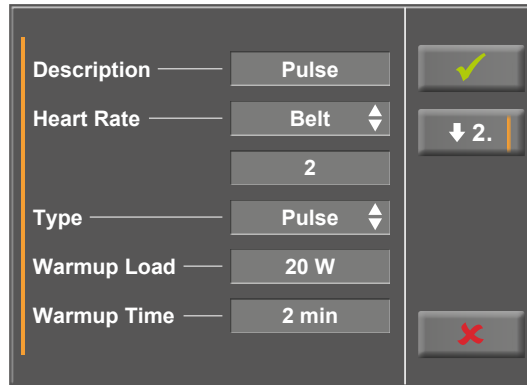 Description Pulse
Heart Rate Belt
2.
2
Type Pulse
Warmup Load 20 W
Warmup Time 2 min